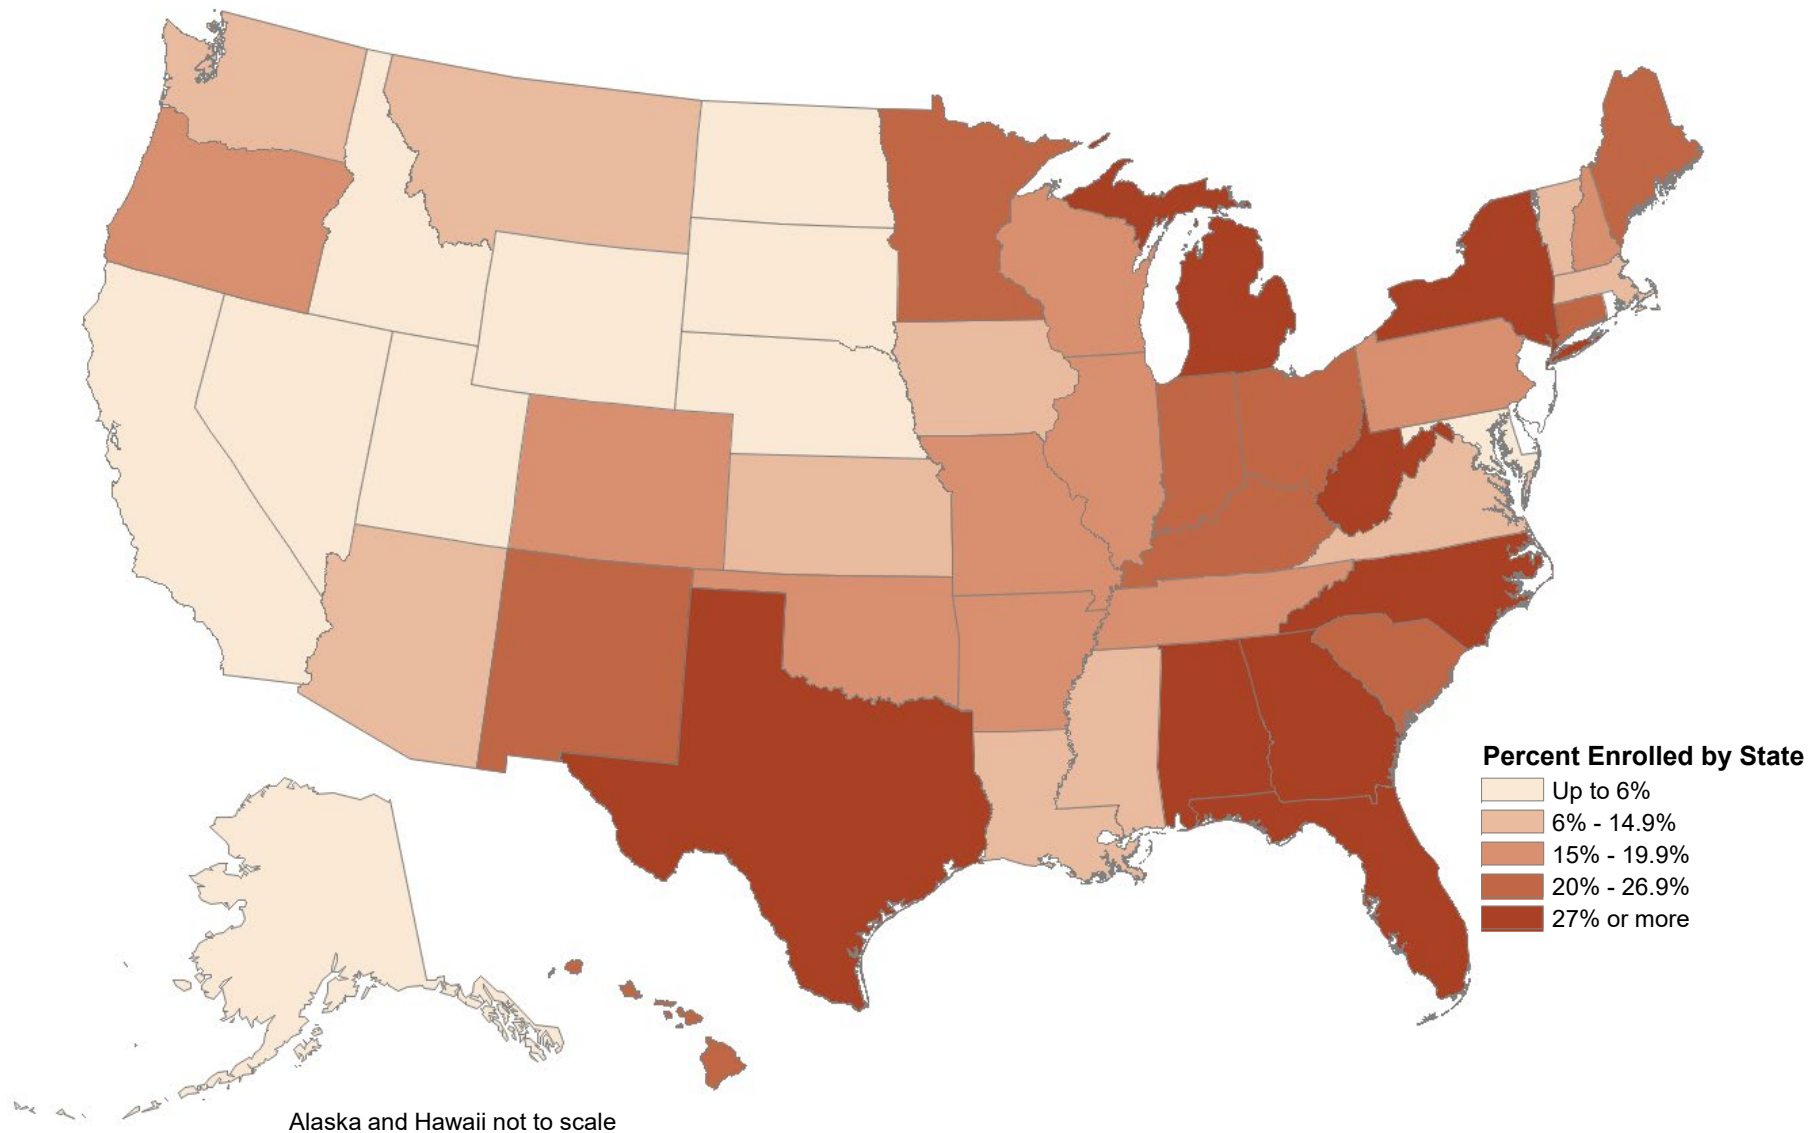 Percent Enrolled by State
Up to 6%
6% - 14.9%
15% - 19.9%
20% - 26.9%
27% or more
Alaska and Hawaii not to scale